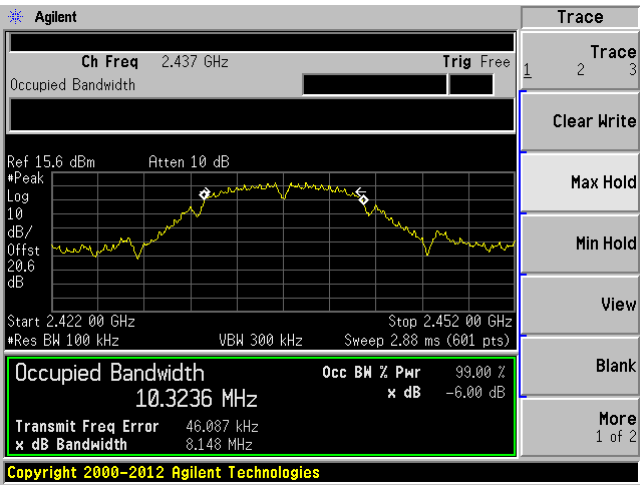 Agilent
Trace
Ch Freq 2.437 GHz Trig Free
Occupied Bandwidth
Trace
1 2 3
Clear Write
Max Hold
Min Hold
View
Blank
More
1 of 2
Ref 15.6 dBm Atten 10 dB
#Peak
Log
10
dB/
Offst
20.6
dB
Start 2.422 00 GHz Stop 2.452 00 GHz
#Res BW 100 kHz VBW 300 kHz Sweep 2.88 ms (601 pts)
Occupied Bandwidth Occ BW % Pwr 99.00 %
10.3236 MHz x dB -6.00 dB
Transmit Freq Error 46.087 kHz
x dB Bandwidth 8.148 MHz
Copyright 2000-2012 Agilent Technologies